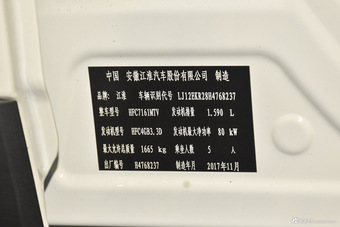 中国 安徽江淮汽车股份有限公司 制造
品牌: 江淮 车辆识别代号 LJ12EKR28H4768237
整车型号 HFC7161MTV 发动机排量 1.590 L
发动机型号 HFC4GB3.3D 发动机最大净功率 80 kW
最大允许总质量 1665 kg 乘坐人数 5 人
出厂编号 H4768237 制造年月 2017年11月